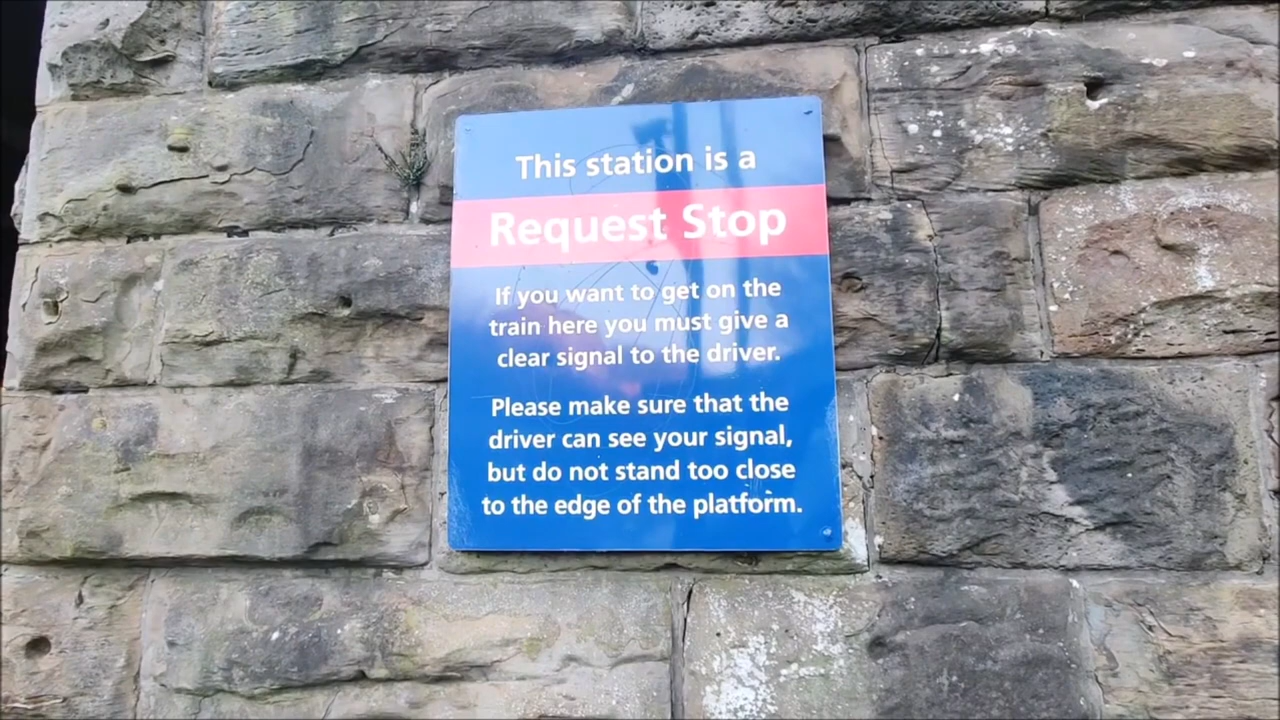 This station is a
Request Stop
If you want to get on the
train here you must give a
clear signal to the driver.
Please make sure that the
driver can see your signal,
but do not stand too close
to the edge of the platform.